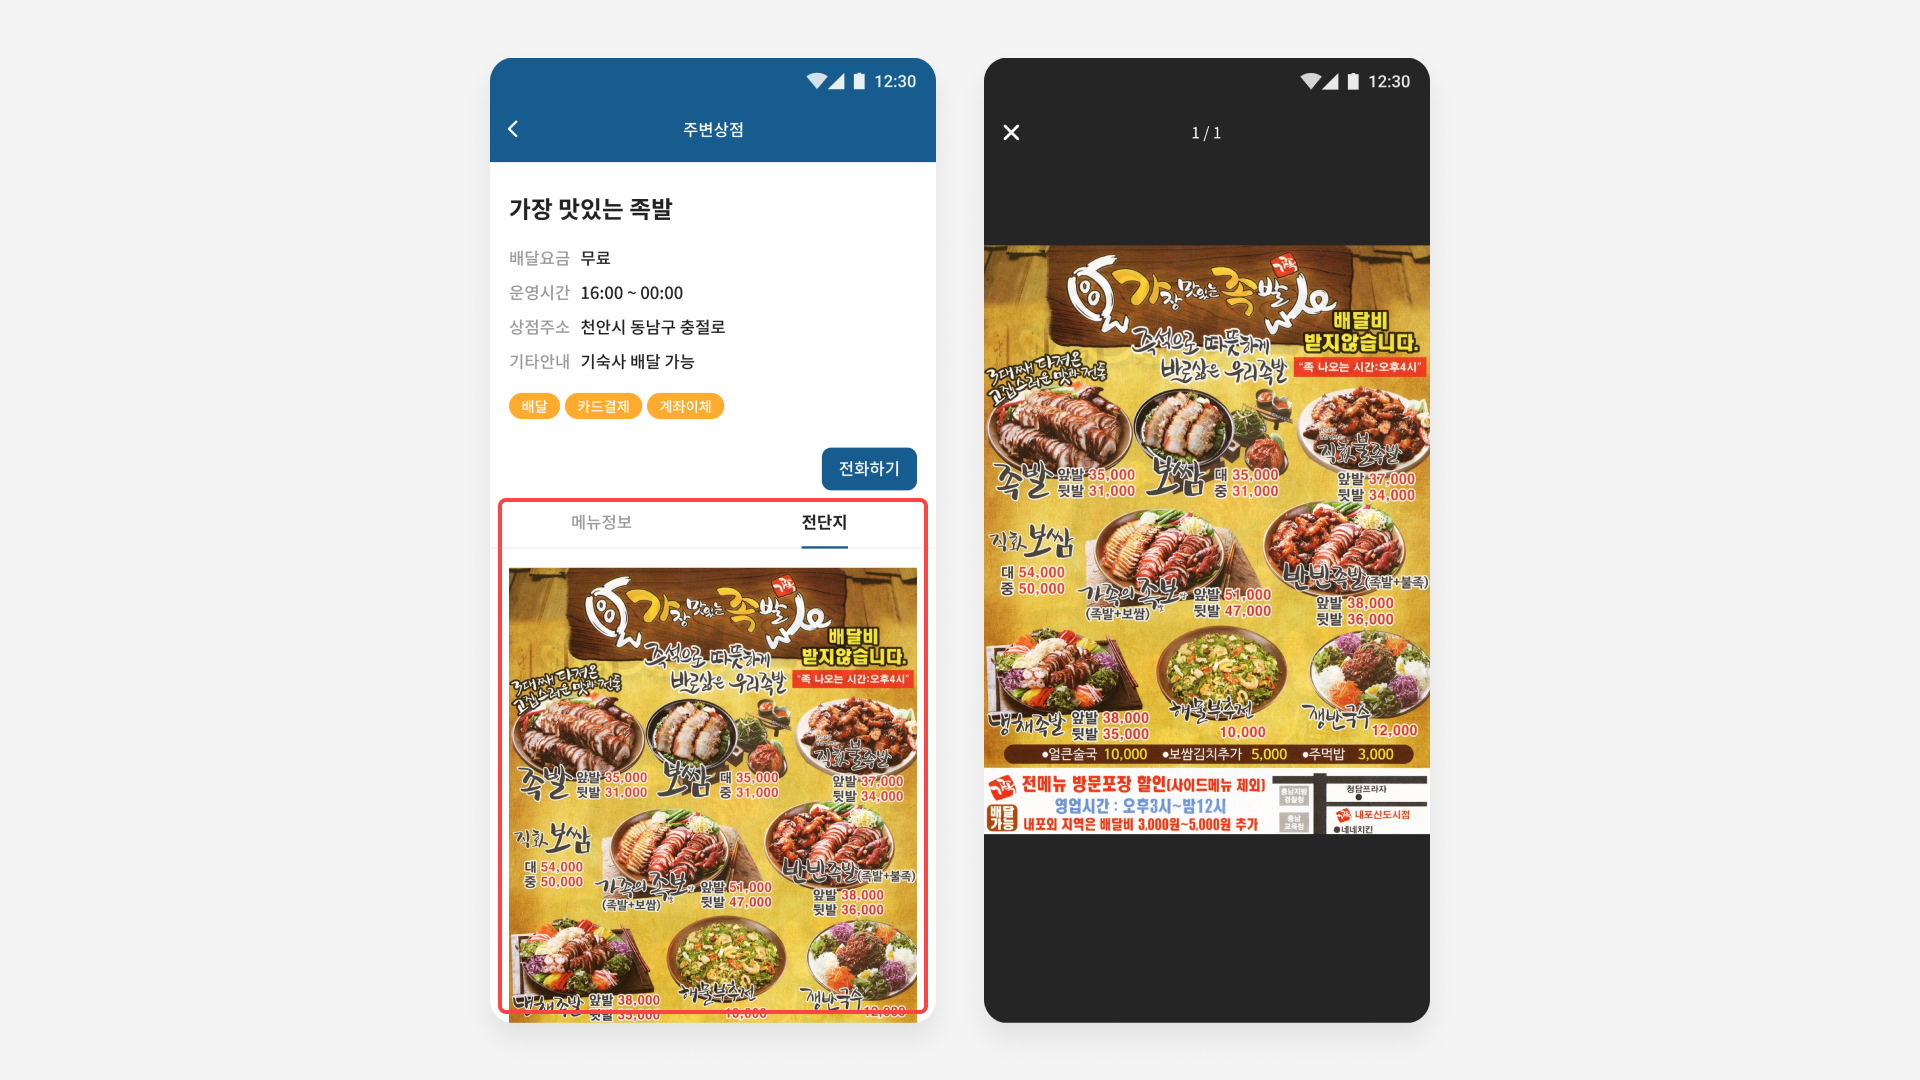 12:30
주변상점
가장 맛있는 족발
배달요금 무료
운영시간 16:00 ~ 00:00
상점주소 천안시 동남구 충절로
기타안내 기숙사 배달 가능
배달 카드결제 계좌이체
전화하기
메뉴정보 전단지
가장 맛있는 족발
배달비
받지않습니다.
즉석으로 따뜻하게
바로삶은 우리족발
"족 나오는 시간:오후4시"
3대째 다져온
고집스러운 맛과 전통
족발 앞발 35,000
뒷발 31,000
보쌈 대 35,000
중 31,000
직화불족발
앞발 37,000
뒷발 34,000
직화보쌈
대 54,000
중 50,000
가족의 족보
(족발+보쌈)
앞발 51,000
뒷발 47,000
반반족발(족발+불족)
앞발 38,000
뒷발 36,000
냉채족발 앞발 38,000
뒷발 35,000
해물부추전
10,000
쟁반국수
12,000
12:30
1 / 1
가장 맛있는 족발
가족
배달비
받지않습니다.
즉석으로 따뜻하게
바로삶은 우리족발
"족 나오는 시간:오후4시"
3대째 다져온
고집스러운 맛과 전통
족발 앞발 35,000
뒷발 31,000
보쌈 대 35,000
중 31,000
직화불족발
앞발 37,000
뒷발 34,000
직화보쌈
대 54,000
중 50,000
가족의 족보
(족발+보쌈)
앞발 51,000
뒷발 47,000
반반족발(족발+불족)
앞발 38,000
뒷발 36,000
냉채족발 앞발 38,000
뒷발 35,000
해물부추전
10,000
쟁반국수 12,000
●얼큰술국 10,000 ●보쌈김치추가 5,000 ●주먹밥 3,000
전메뉴 방문포장 할인(사이드메뉴 제외)
영업시간 : 오후3시~밤12시
배달
가능
내포외 지역은 배달비 3,000원~5,000원 추가
충남지방
경찰청
충남
교육청
청담프라자
내포신도시점
●네네치킨